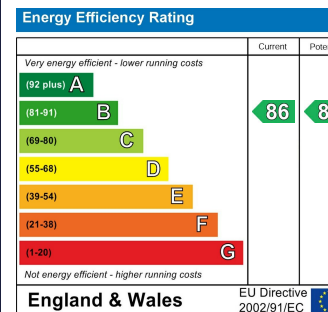 Energy Efficiency Rating
Current
Very energy efficient - lower running costs
(92 plus) A
(81-91) B
86
(69-80) C
(55-68) D
(39-54) E
(21-38) F
(1-20) G
Not energy efficient - higher running costs
England & Wales
EU Directive
2002/91/EC